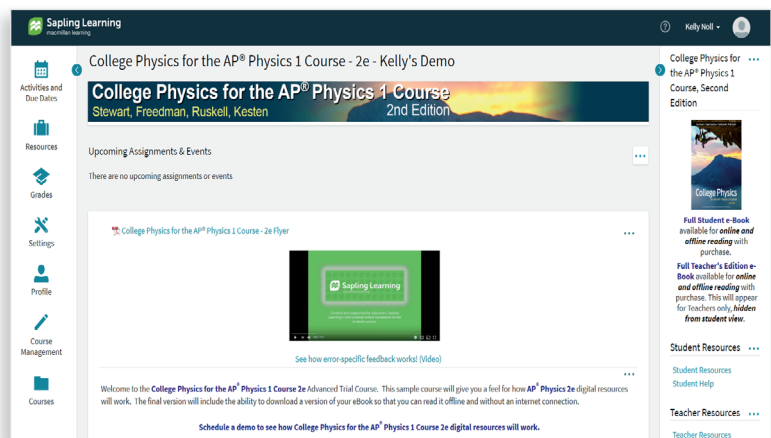 Sapling Learning
macmillan learning
Kelly Noll
Activities and
Due Dates
Resources
Grades
Settings
Profile
Course
Management
Courses
College Physics for the AP® Physics 1 Course - 2e - Kelly's Demo
College Physics for the AP® Physics 1 Course
Stewart, Freedman, Ruskell, Kesten
2nd Edition
Upcoming Assignments & Events
There are no upcoming assignments or events
College Physics for the AP® Physics 1 Course - 2e Flyer
Sapling Learning
See how error-specific feedback works! (Video)
Welcome to the College Physics for the AP® Physics 1 Course 2e Advanced Trial Course. This sample course will give you a feel for how AP® Physics 2e digital resources
will work. The final version will include the ability to download a version of your eBook so that you can read it offline and without an internet connection.
Schedule a demo to see how College Physics for the AP® Physics 1 Course 2e digital resources will work.
College Physics for
the AP® Physics 1
Course, Second
Edition
College Physics
Full Student e-Book
available for online and
offline reading with
purchase.
Full Teacher's Edition e-
Book available for online
and offline reading with
purchase. This will appear
for Teachers only, hidden
from student view.
Student Resources
Student Resources
Student Help
Teacher Resources
Teacher Resources